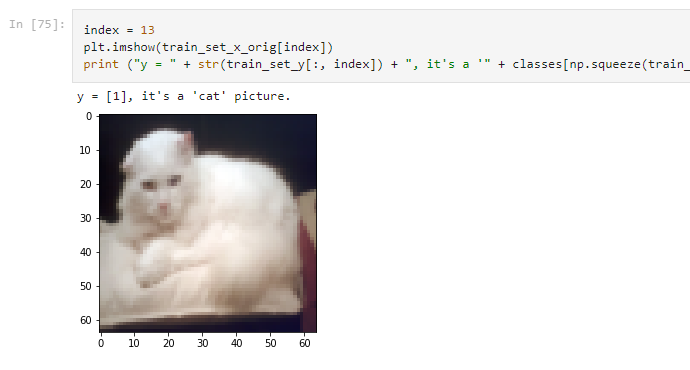 In [75]:
index = 13
plt.imshow(train_set_x_orig[index])
print ("y = " + str(train_set_y[:, index]) + ", it's a '" + classes[np.squeeze(train_
y = [1], it's a 'cat' picture.
0
10
20
30
40
50
60
0 10 20 30 40 50 60